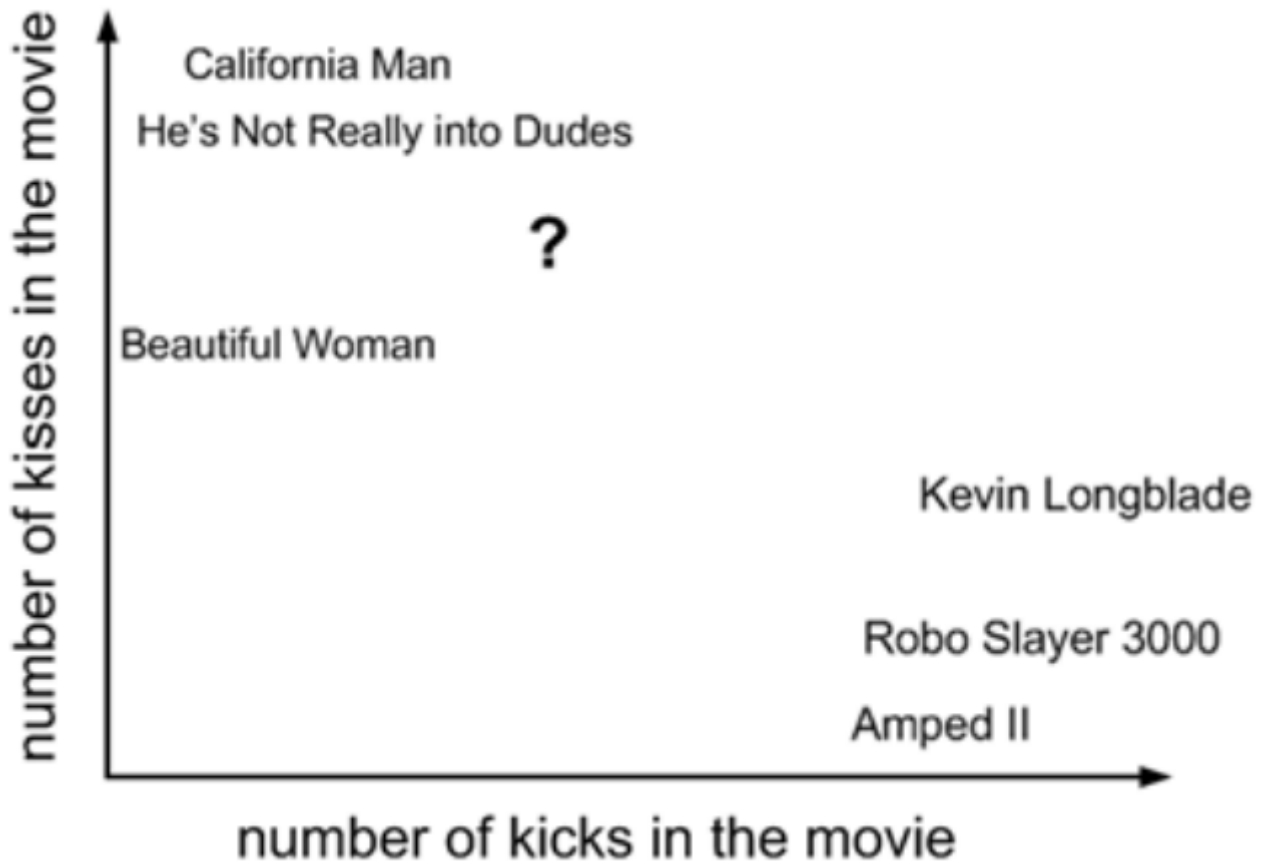 number of kisses in the movie
California Man
He's Not Really into Dudes
?
Beautiful Woman
Kevin Longblade
Robo Slayer 3000
Amped II
number of kicks in the movie